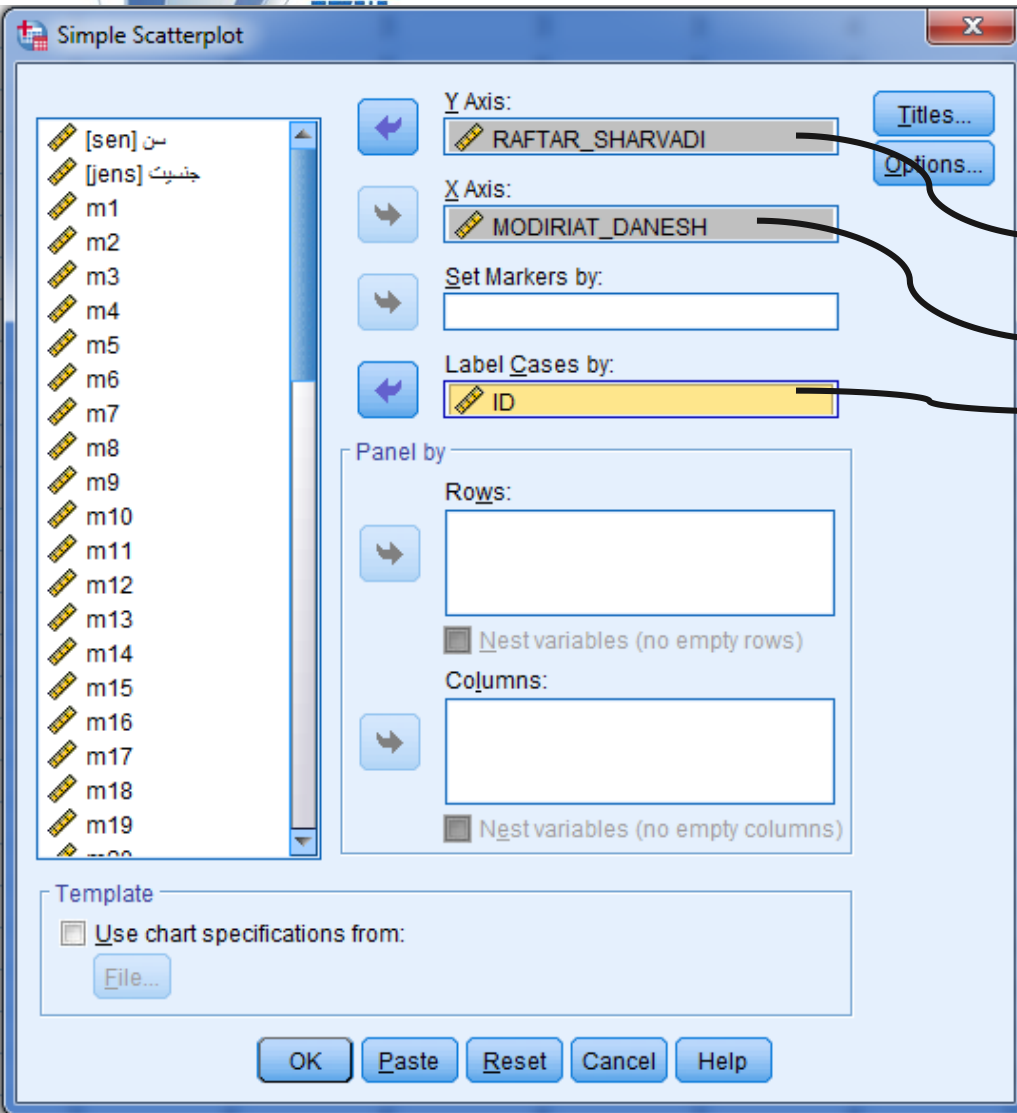 Simple Scatterplot
x
سن [sen]
جنسیت [jens]
m1
m2
m3
m4
m5
m6
m7
m8
m9
m10
m11
m12
m13
m14
m15
m16
m17
m18
m19
Y Axis:
RAFTAR_SHARVADI
X Axis:
MODIRIAT_DANESH
Set Markers by:
Label Cases by:
ID
Panel by
Rows:
Nest variables (no empty rows)
Columns:
Nest variables (no empty columns)
Titles...
Options...
Template
Use chart specifications from:
File...
OK Paste Reset Cancel Help